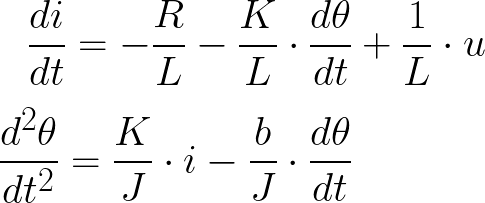 di/dt = -R/L - K/L · dθ/dt + 1/L · u
d²θ/dt² = K/J · i - b/J · dθ/dt